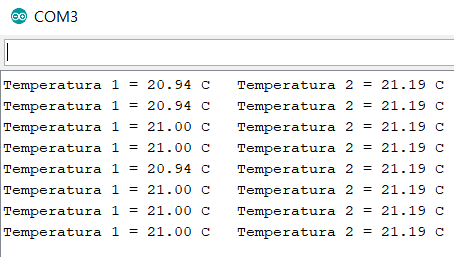 COM3
Temperatura 1 = 20.94 C   Temperatura 2 = 21.19 C
Temperatura 1 = 20.94 C   Temperatura 2 = 21.19 C
Temperatura 1 = 21.00 C   Temperatura 2 = 21.19 C
Temperatura 1 = 21.00 C   Temperatura 2 = 21.19 C
Temperatura 1 = 20.94 C   Temperatura 2 = 21.19 C
Temperatura 1 = 21.00 C   Temperatura 2 = 21.19 C
Temperatura 1 = 21.00 C   Temperatura 2 = 21.19 C
Temperatura 1 = 21.00 C   Temperatura 2 = 21.19 C